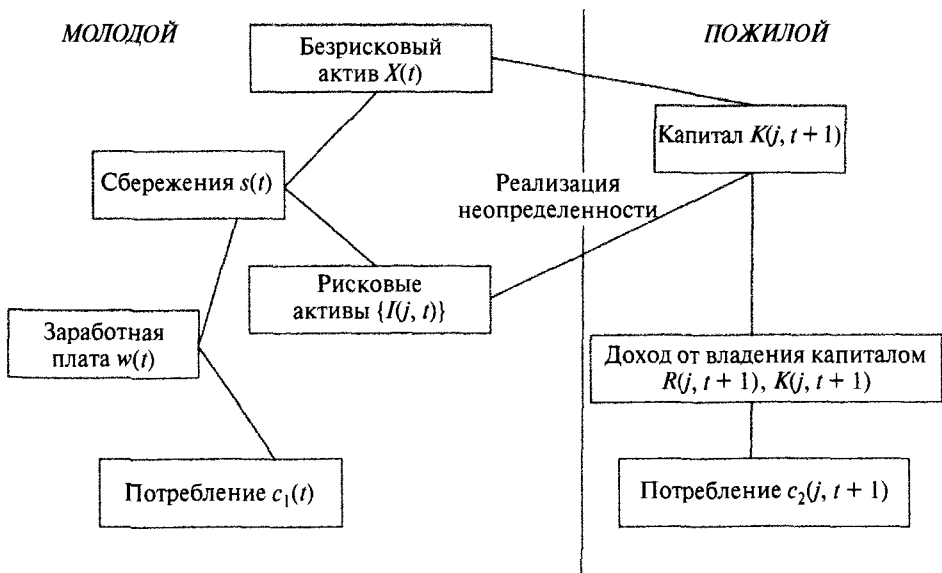 МОЛОДОЙ
ПОЖИЛОЙ
Безрисковый
актив X(t)
Капитал K(j, t + 1)
Сбережения s(t)
Реализация
неопределенности
Рисковые
активы {I(j, t)}
Заработная
плата w(t)
Доход от владения капиталом
R(j, t + 1), K(j, t + 1)
Потребление c₁(t)
Потребление c₂(j, t + 1)